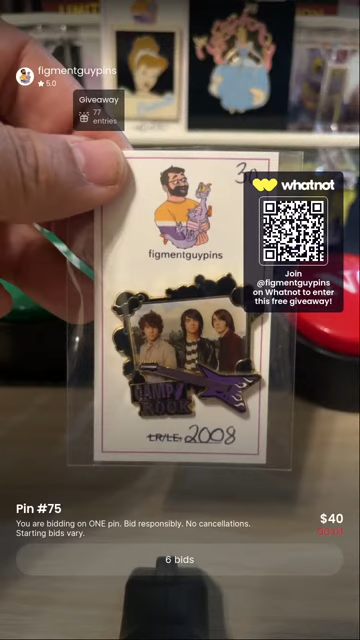 figmentguypins
★ 5.0
Giveaway
77
entries
whatnot
Join
@figmentguypins
on Whatnot to enter
this free giveaway!
figmentguypins
CAMP
ROCK
LR/LE: 2008
Pin #75
$40
You are bidding on ONE pin. Bid responsibly. No cancellations.
Starting bids vary.
6 bids